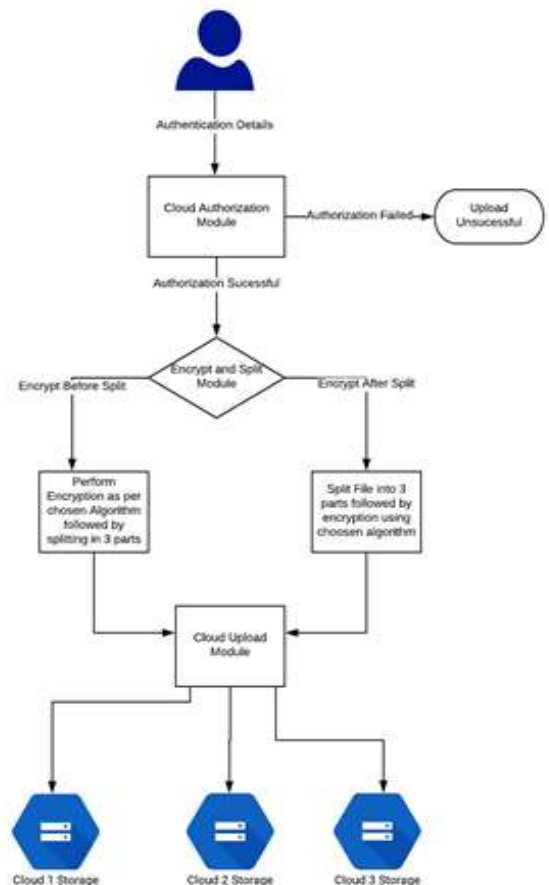 Authentication Details
Cloud Authorization
Module
Authorization Failed
Upload
Unsucessful
Authorization Sucessful
Encrypt and Split
Module
Encrypt Before Split
Encrypt After Split
Perform
Encryption as per
chosen Algorithm
followed by
splitting in 3 parts
Split File into 3
parts followed by
encryption using
choosen algorithm
Cloud Upload
Module
Cloud 1 Storage
Cloud 2 Storage
Cloud 3 Storage